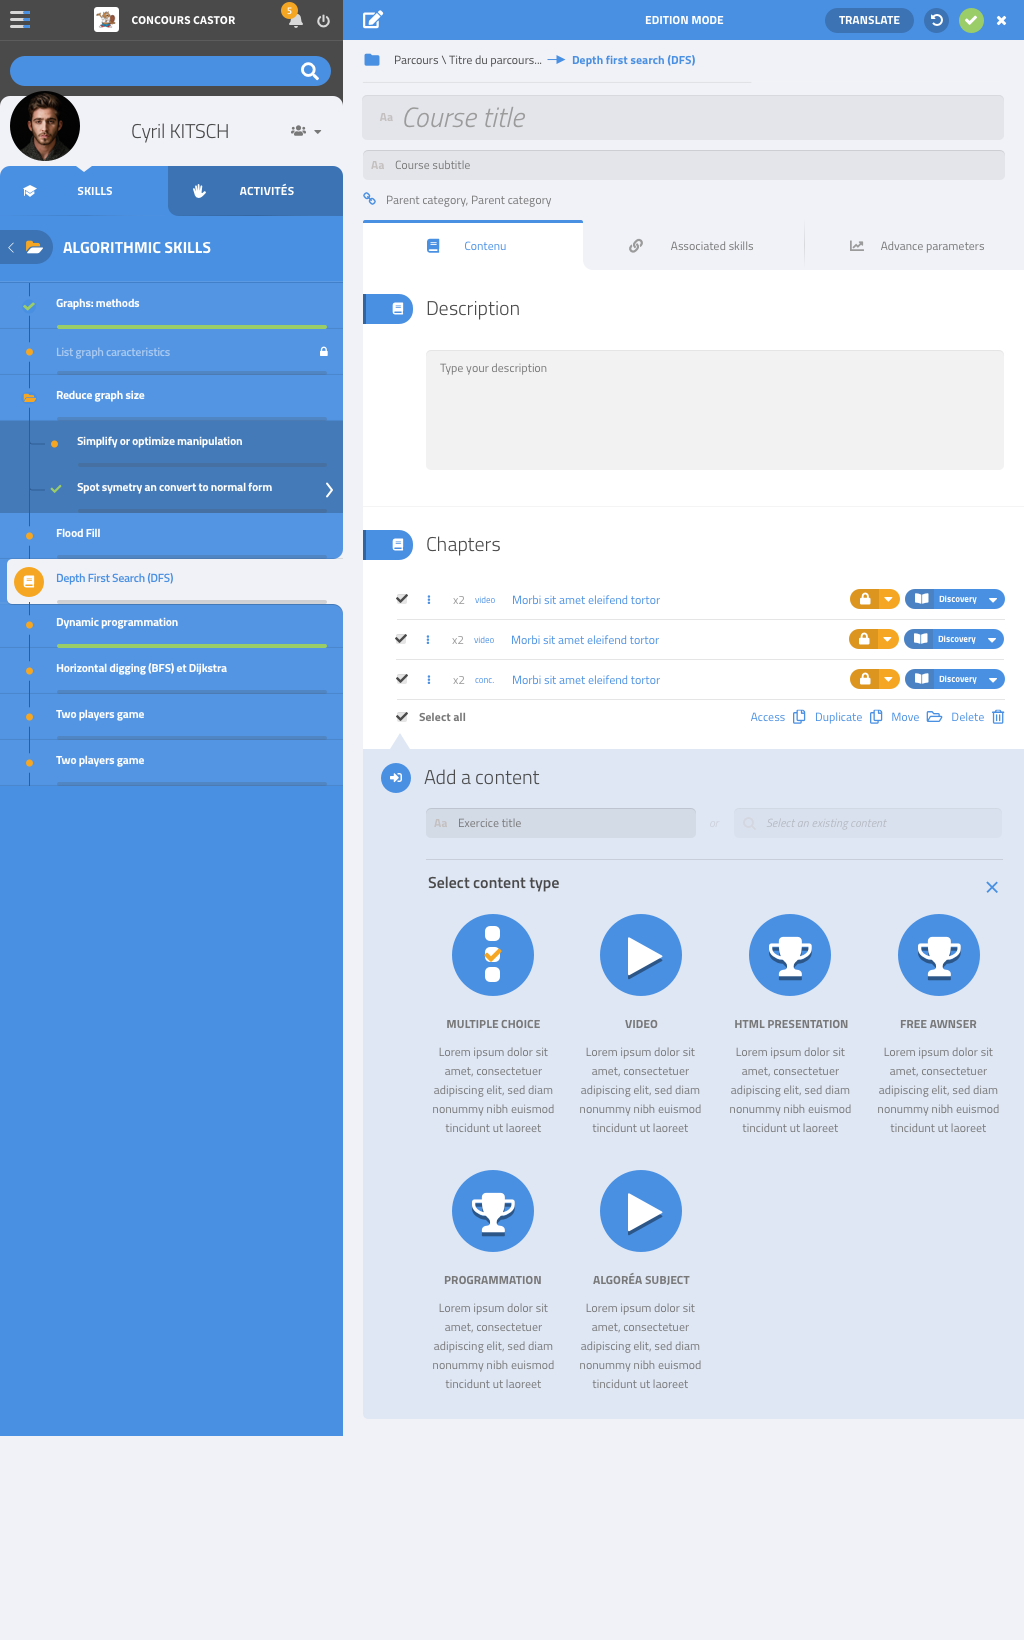 CONCOURS CASTOR
5
EDITION MODE
TRANSLATE
Parcours \ Titre du parcours...
Depth first search (DFS)
Cyril KITSCH
Aa Course title
Aa Course subtitle
Parent category, Parent category
SKILLS
ACTIVITÉS
Contenu
Associated skills
Advance parameters
ALGORITHMIC SKILLS
Graphs: methods
List graph caracteristics
Reduce graph size
Simplify or optimize manipulation
Spot symetry an convert to normal form
Flood Fill
Depth First Search (DFS)
Dynamic programmation
Horizontal digging (BFS) et Dijkstra
Two players game
Two players game
Description
Type your description
Chapters
x2 video Morbi sit amet eleifend tortor Discovery
x2 video Morbi sit amet eleifend tortor Discovery
x2 conc. Morbi sit amet eleifend tortor Discovery
Select all Access Duplicate Move Delete
Add a content
Aa Exercice title or Select an existing content
Select content type
MULTIPLE CHOICE
Lorem ipsum dolor sit
amet, consectetuer
adipiscing elit, sed diam
nonummy nibh euismod
tincidunt ut laoreet
VIDEO
Lorem ipsum dolor sit
amet, consectetuer
adipiscing elit, sed diam
nonummy nibh euismod
tincidunt ut laoreet
HTML PRESENTATION
Lorem ipsum dolor sit
amet, consectetuer
adipiscing elit, sed diam
nonummy nibh euismod
tincidunt ut laoreet
FREE AWNSER
Lorem ipsum dolor sit
amet, consectetuer
adipiscing elit, sed diam
nonummy nibh euismod
tincidunt ut laoreet
PROGRAMMATION
Lorem ipsum dolor sit
amet, consectetuer
adipiscing elit, sed diam
nonummy nibh euismod
tincidunt ut laoreet
ALGORÉA SUBJECT
Lorem ipsum dolor sit
amet, consectetuer
adipiscing elit, sed diam
nonummy nibh euismod
tincidunt ut laoreet